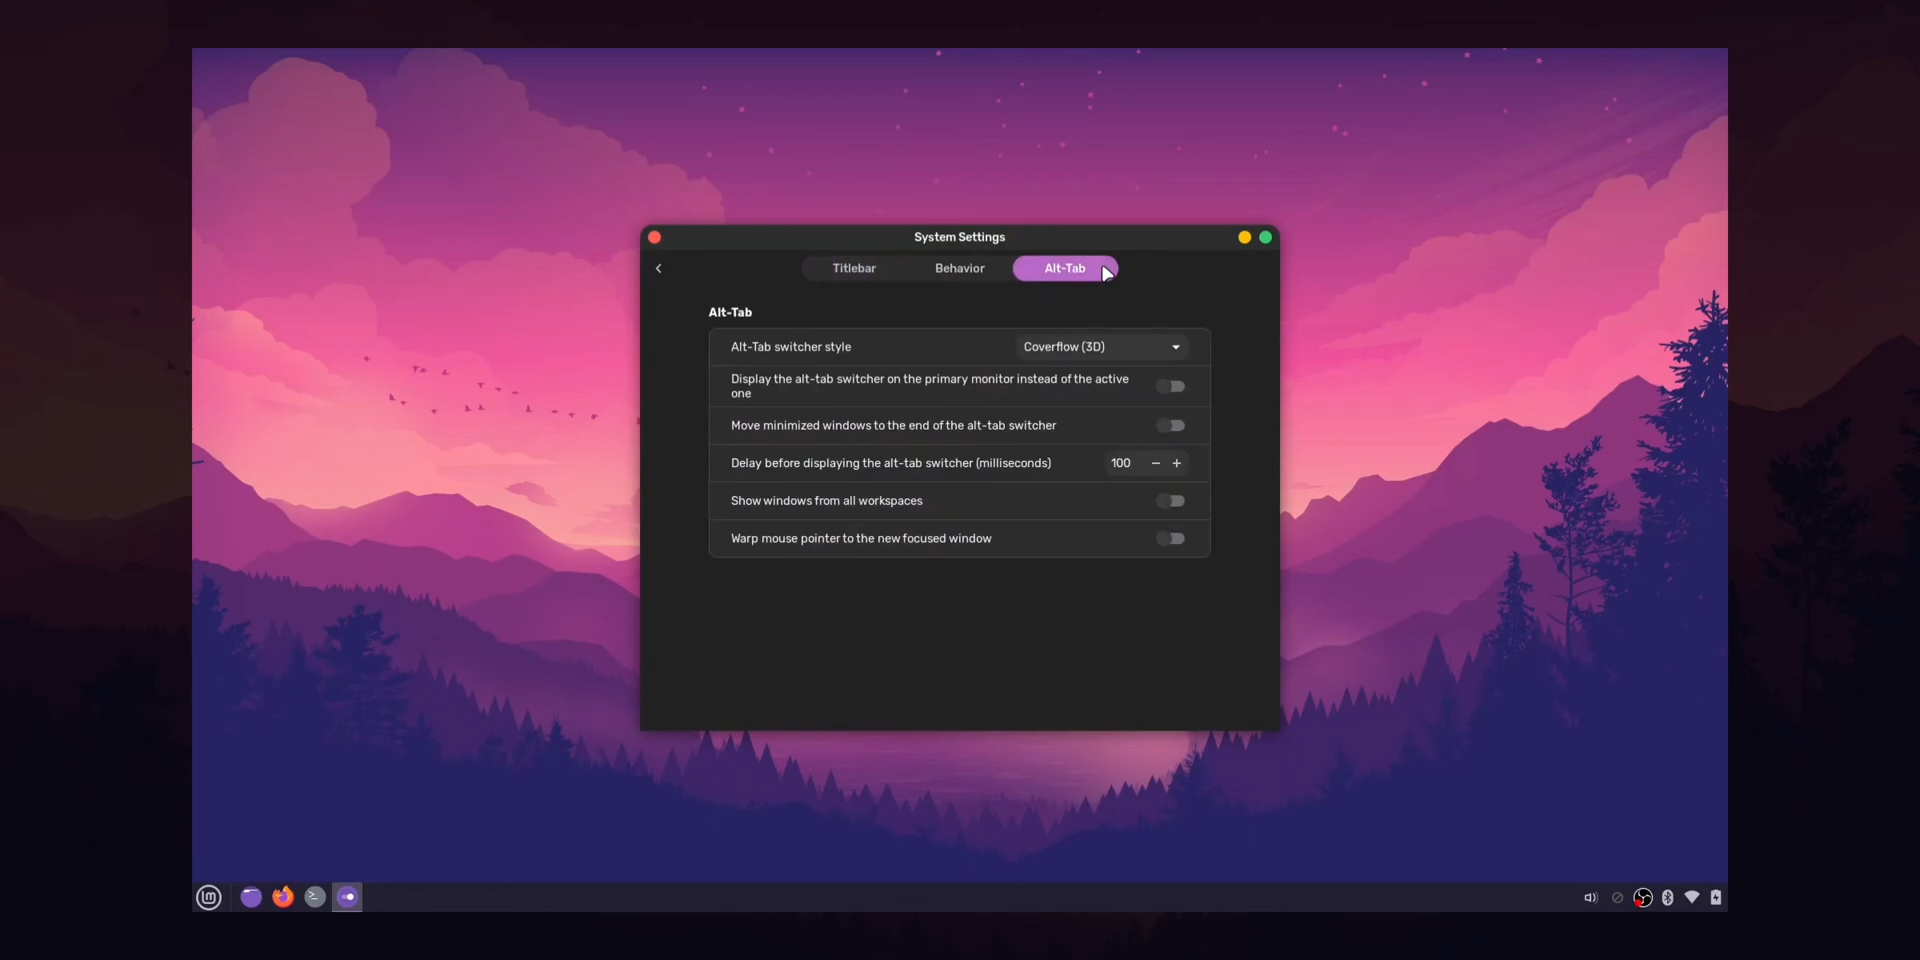 System Settings
Titlebar
Behavior
Alt-Tab
Alt-Tab
Alt-Tab switcher style
Coverflow (3D)
Display the alt-tab switcher on the primary monitor instead of the active
one
Move minimized windows to the end of the alt-tab switcher
Delay before displaying the alt-tab switcher (milliseconds)
100
Show windows from all workspaces
Warp mouse pointer to the new focused window